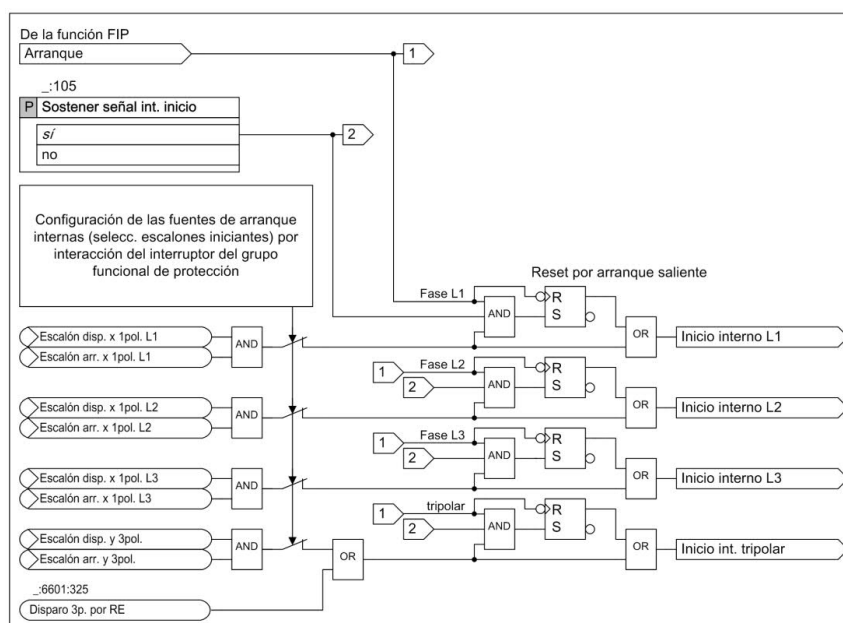 De la función FIP
Arranque
1
_:105
P Sostener señal int. inicio
sí
2
no
Configuración de las fuentes de arranque
internas (selecc. escalones iniciantes) por
interacción del interruptor del grupo
funcional de protección
Reset por arranque saliente
Fase L1
R
S
AND
OR
Inicio interno L1
Escalón disp. x 1pol. L1
Escalón arr. x 1pol. L1
AND
1
Fase L2
2
AND
R
S
OR
Inicio interno L2
Escalón disp. x 1pol. L2
Escalón arr. x 1pol. L2
AND
1
Fase L3
2
AND
R
S
OR
Inicio interno L3
Escalón disp. x 1pol. L3
Escalón arr. x 1pol. L3
AND
1
tripolar
2
AND
R
S
OR
Inicio int. tripolar
Escalón disp. y 3pol.
Escalón arr. y 3pol.
AND
OR
_:6601:325
Disparo 3p. por RE